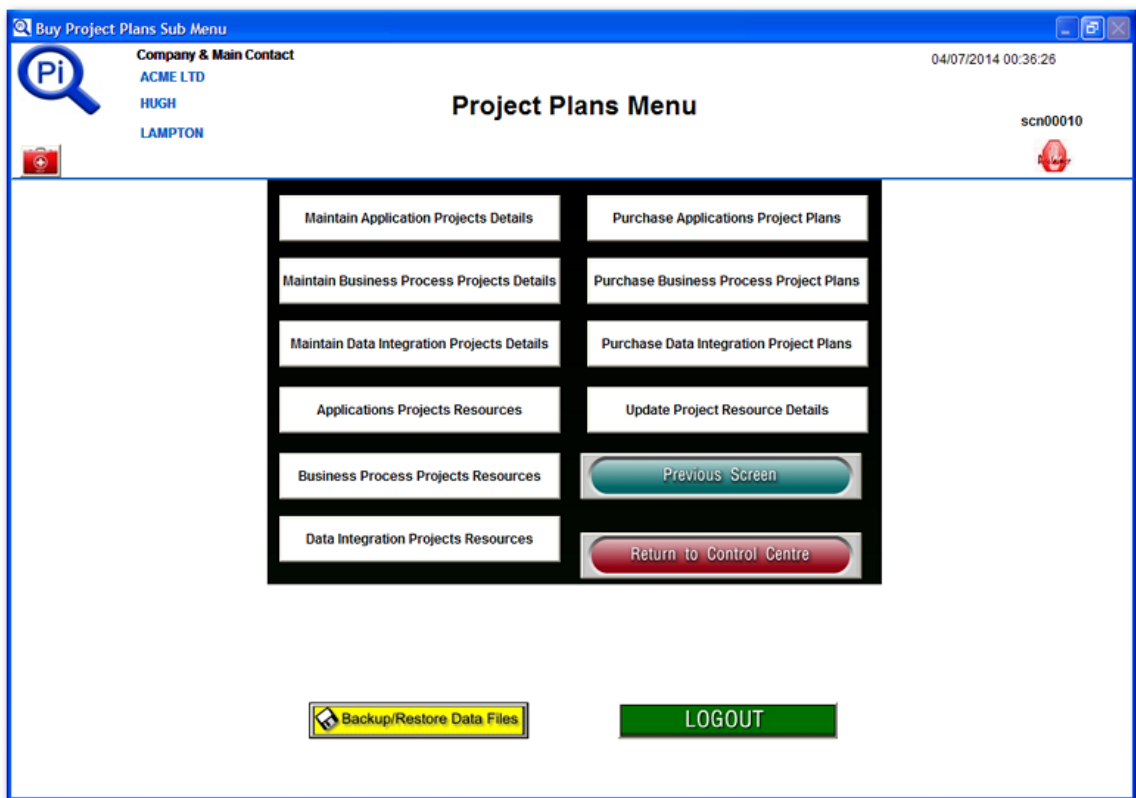 Buy Project Plans Sub Menu
Pi
Company & Main Contact
ACME LTD
HUGH
LAMPTON
Project Plans Menu
04/07/2014 00:36:26
scn00010
Maintain Application Projects Details
Purchase Applications Project Plans
Maintain Business Process Projects Details
Purchase Business Process Project Plans
Maintain Data Integration Projects Details
Purchase Data Integration Project Plans
Applications Projects Resources
Update Project Resource Details
Business Process Projects Resources
Previous Screen
Data Integration Projects Resources
Return to Control Centre
Backup/Restore Data Files
LOGOUT